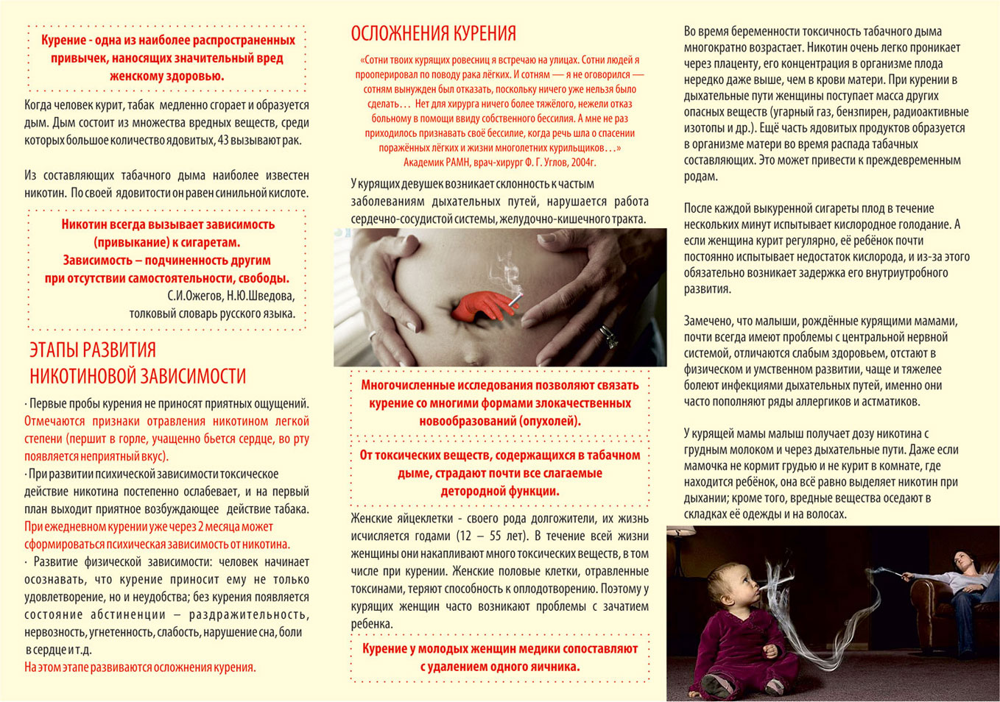 Курение - одна из наиболее распространенных
привычек, наносящих значительный вред
женскому здоровью.
Когда человек курит, табак медленно сгорает и образуется
дым. Дым состоит из множества вредных веществ, среди
которых большое количество ядовитых, 43 вызывают рак.
Из составляющих табачного дыма наиболее известен
никотин. По своей ядовитости он равен синильной кислоте.
Никотин всегда вызывает зависимость
(привыкание) к сигаретам.
Зависимость – подчиненность другим
при отсутствии самостоятельности, свободы.
С.И.Ожегов, Н.Ю.Шведова,
толковый словарь русского языка.
ЭТАПЫ РАЗВИТИЯ
НИКОТИНОВОЙ ЗАВИСИМОСТИ
· Первые пробы курения не приносят приятных ощущений.
Отмечаются признаки отравления никотином легкой
степени (першит в горле, учащенно бьется сердце, во рту
появляется неприятный вкус).
· При развитии психической зависимости токсическое
действие никотина постепенно ослабевает, и на первый
план выходит приятное возбуждающее действие табака.
При ежедневном курении уже через 2 месяца может
сформироваться психическая зависимость от никотина.
· Развитие физической зависимости: человек начинает
осознавать, что курение приносит ему не только
удовлетворение, но и неудобства; без курения появляется
состояние абстиненции – раздражительность,
нервозность, угнетенность, слабость, нарушение сна, боли
в сердце и т.д.
На этом этапе развиваются осложнения курения.
ОСЛОЖНЕНИЯ КУРЕНИЯ
«Сотни твоих курящих ровесниц я встречаю на улицах. Сотни людей я
прооперировал по поводу рака лёгких. И сотням — я не оговорился —
сотням вынужден был отказать, поскольку ничего уже нельзя было
сделать… Нет для хирурга ничего более тяжёлого, нежели отказ
больному в помощи ввиду собственного бессилия. А мне не раз
приходилось признавать своё бессилие, когда речь шла о спасении
поражённых лёгких и жизни многолетних курильщиков…»
Академик РАМН, врач-хирург Ф. Г. Углов, 2004г.
У курящих девушек возникает склонность к частым
заболеваниям дыхательных путей, нарушается работа
сердечно-сосудистой системы, желудочно-кишечного тракта.
Многочисленные исследования позволяют связать
курение со многими формами злокачественных
новообразований (опухолей).
От токсических веществ, содержащихся в табачном
дыме, страдают почти все слагаемые
детородной функции.
Женские яйцеклетки - своего рода долгожители, их жизнь
исчисляется годами (12 – 55 лет). В течение всей жизни
женщины они накапливают много токсических веществ, в том
числе при курении. Женские половые клетки, отравленные
токсинами, теряют способность к оплодотворению. Поэтому у
курящих женщин часто возникают проблемы с зачатием
ребенка.
Курение у молодых женщин медики сопоставляют
с удалением одного яичника.
Во время беременности токсичность табачного дыма
многократно возрастает. Никотин очень легко проникает
через плаценту, его концентрация в организме плода
нередко даже выше, чем в крови матери. При курении в
дыхательные пути женщины поступает масса других
опасных веществ (угарный газ, бензпирен, радиоактивные
изотопы и др.). Ещё часть ядовитых продуктов образуется
в организме матери во время распада табачных
составляющих. Это может привести к преждевременным
родам.
После каждой выкуренной сигареты плод в течение
нескольких минут испытывает кислородное голодание. А
если женщина курит регулярно, её ребёнок почти
постоянно испытывает недостаток кислорода, и из-за этого
обязательно возникает задержка его внутриутробного
развития.
Замечено, что малыши, рождённые курящими мамами,
почти всегда имеют проблемы с центральной нервной
системой, отличаются слабым здоровьем, отстают в
физическом и умственном развитии, чаще и тяжелее
болеют инфекциями дыхательных путей, именно они
часто пополняют ряды аллергиков и астматиков.
У курящей мамы малыш получает дозу никотина с
грудным молоком и через дыхательные пути. Даже если
мамочка не кормит грудью и не курит в комнате, где
находится ребёнок, она всё равно выделяет никотин при
дыхании; кроме того, вредные вещества оседают в
складках её одежды и на волосах.